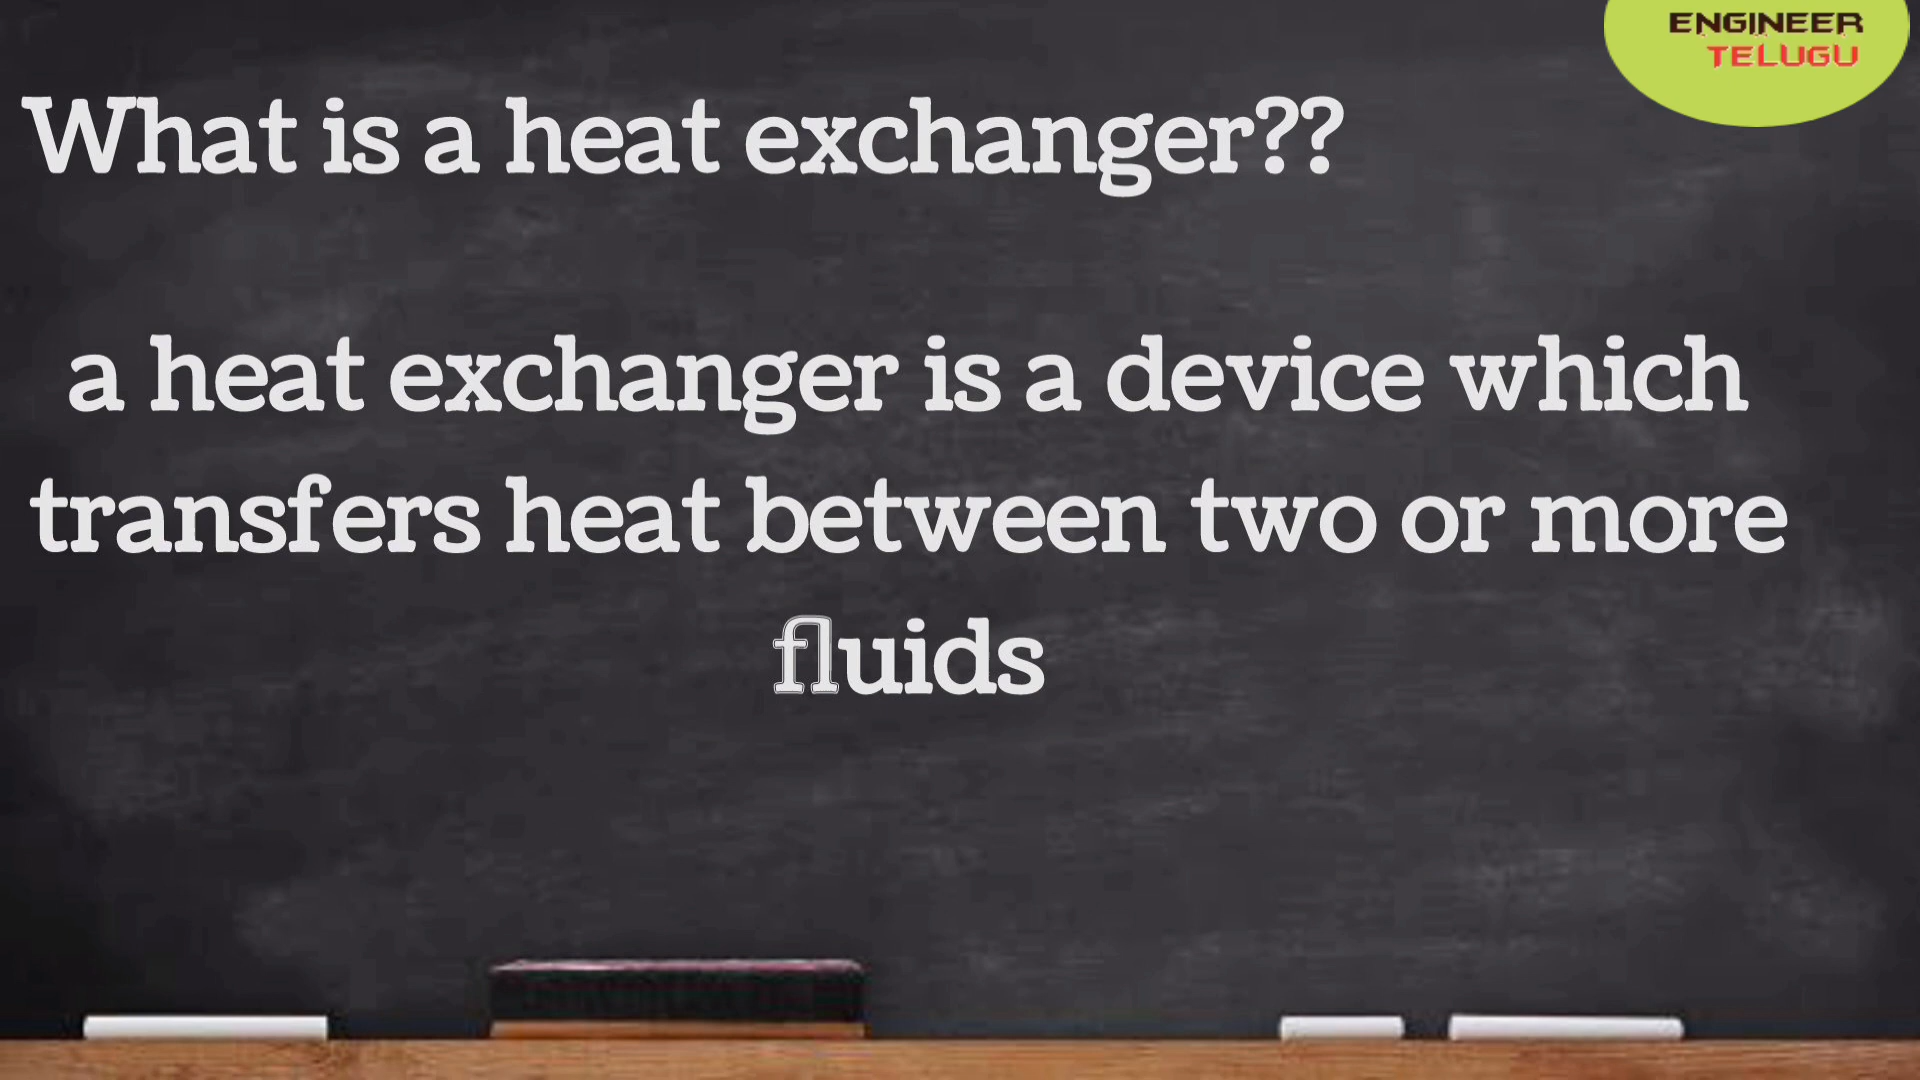 ENGINEER
TELUGU
What is a heat exchanger??
a heat exchanger is a device which
transfers heat between two or more
fluids